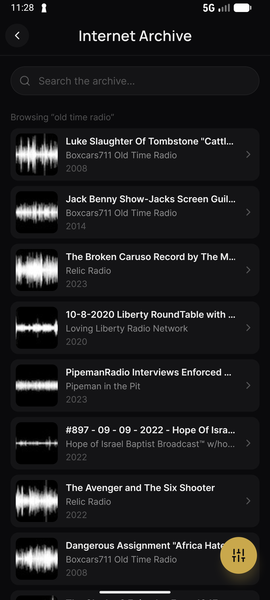 11:28
5G
Internet Archive
Search the archive...
Browsing "old time radio"
Luke Slaughter Of Tombstone "Cattl...
Boxcars711 Old Time Radio
2008
Jack Benny Show-Jacks Screen Guil...
Boxcars711 Old Time Radio
2014
The Broken Caruso Record by The M...
Relic Radio
2023
10-8-2020 Liberty RoundTable with ...
Loving Liberty Radio Network
2020
PipemanRadio Interviews Enforced ...
Pipeman in the Pit
2023
#897 - 09 - 09 - 2022 - Hope Of Isra...
Hope of Israel Baptist Broadcast™ w/ho...
2022
The Avenger and The Six Shooter
Relic Radio
2022
Dangerous Assignment "Africa Hate
Boxcars711 Old Time Radio
2008